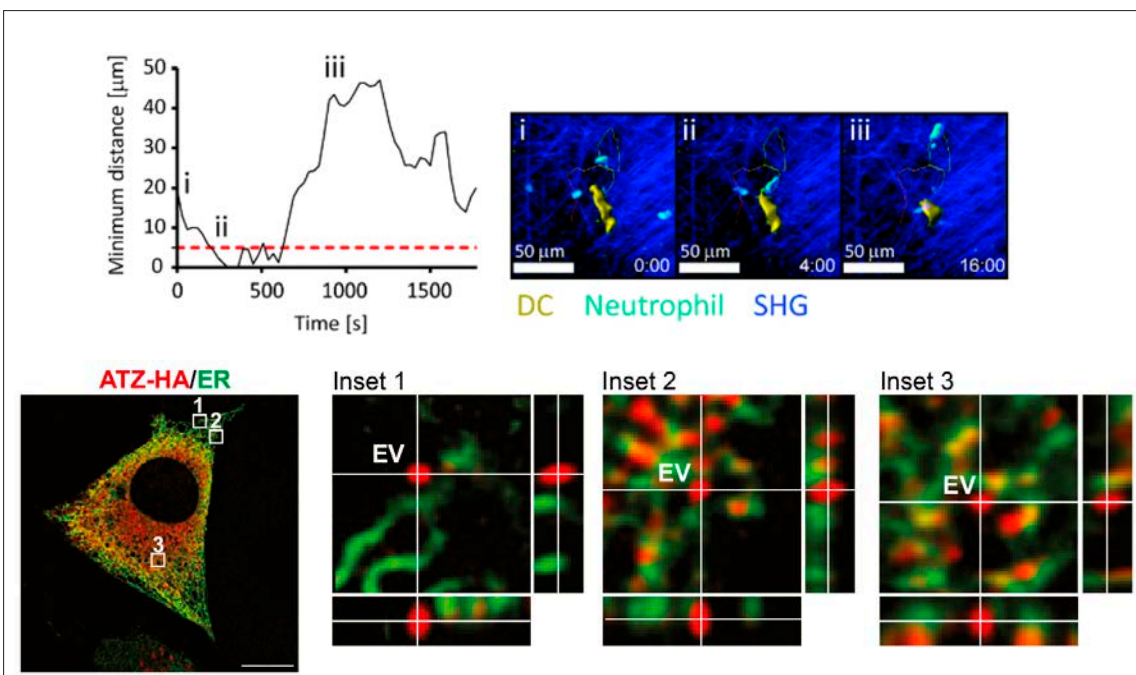 50
40
30
20
10
0
Minimum distance [μm]
i
ii
iii
0
500
1000
1500
Time [s]
i
50 μm
0:00
ii
50 μm
4:00
iii
50 μm
16:00
DC Neutrophil SHG
ATZ-HA/ER
1
2
3
Inset 1
EV
Inset 2
EV
Inset 3
EV